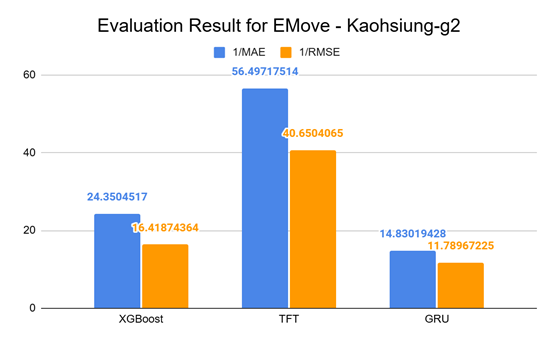 Evaluation Result for EMove - Kaohsiung-g2
1/MAE 1/RMSE
60
40
20
0
24.3504517
16.41874364
56.49717514
40.6504065
14.83019428
11.78967225
XGBoost
TFT
GRU